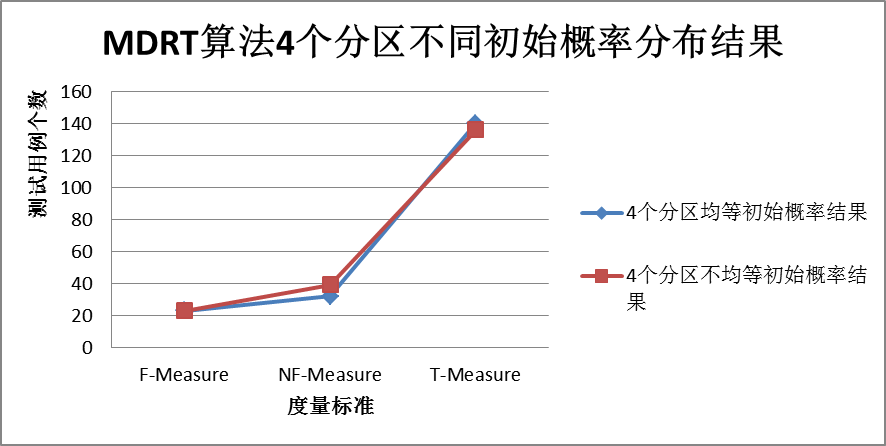 MDRT算法4个分区不同初始概率分布结果
测试用例个数
160
140
120
100
80
60
40
20
0
F-Measure
NF-Measure
T-Measure
度量标准
4个分区均等初始概率结果
4个分区不均等初始概率结
果